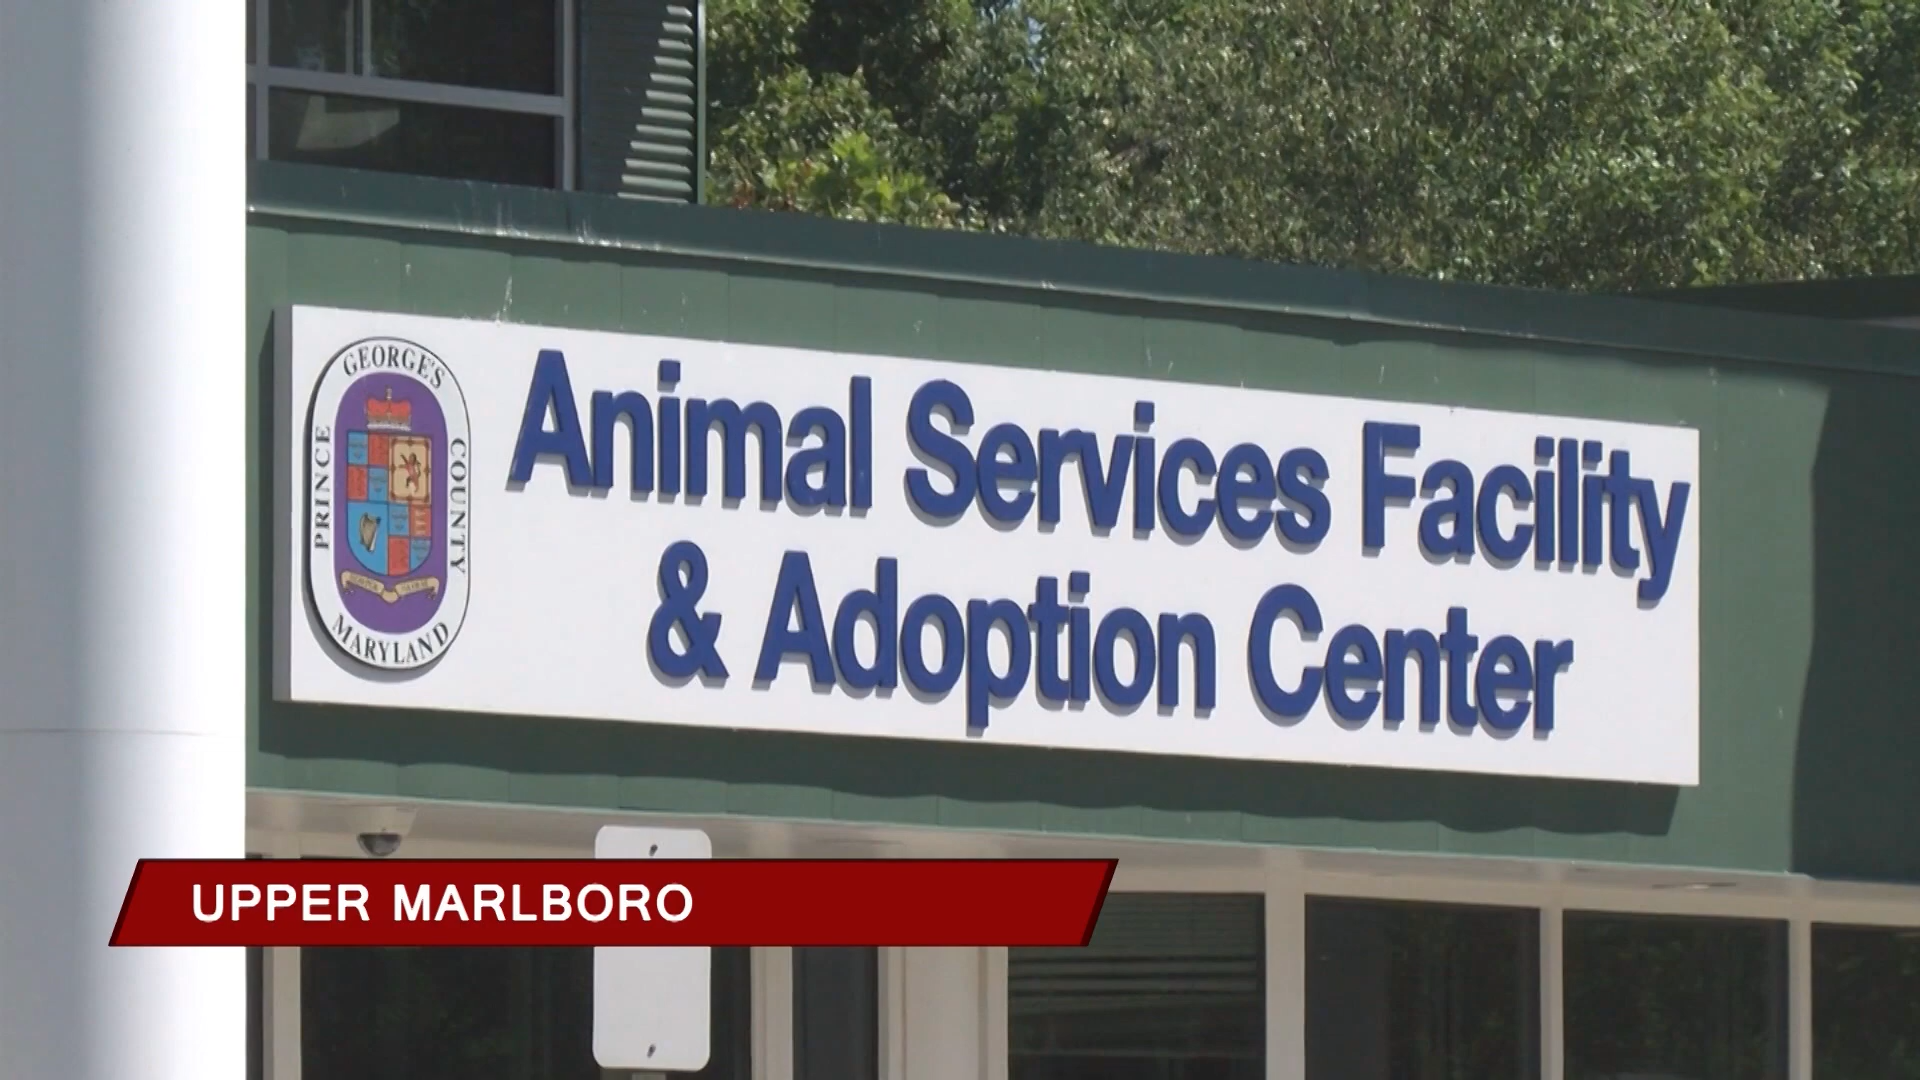 PRINCE GEORGE'S COUNTY
MARYLAND
Animal Services Facility
& Adoption Center
UPPER MARLBORO